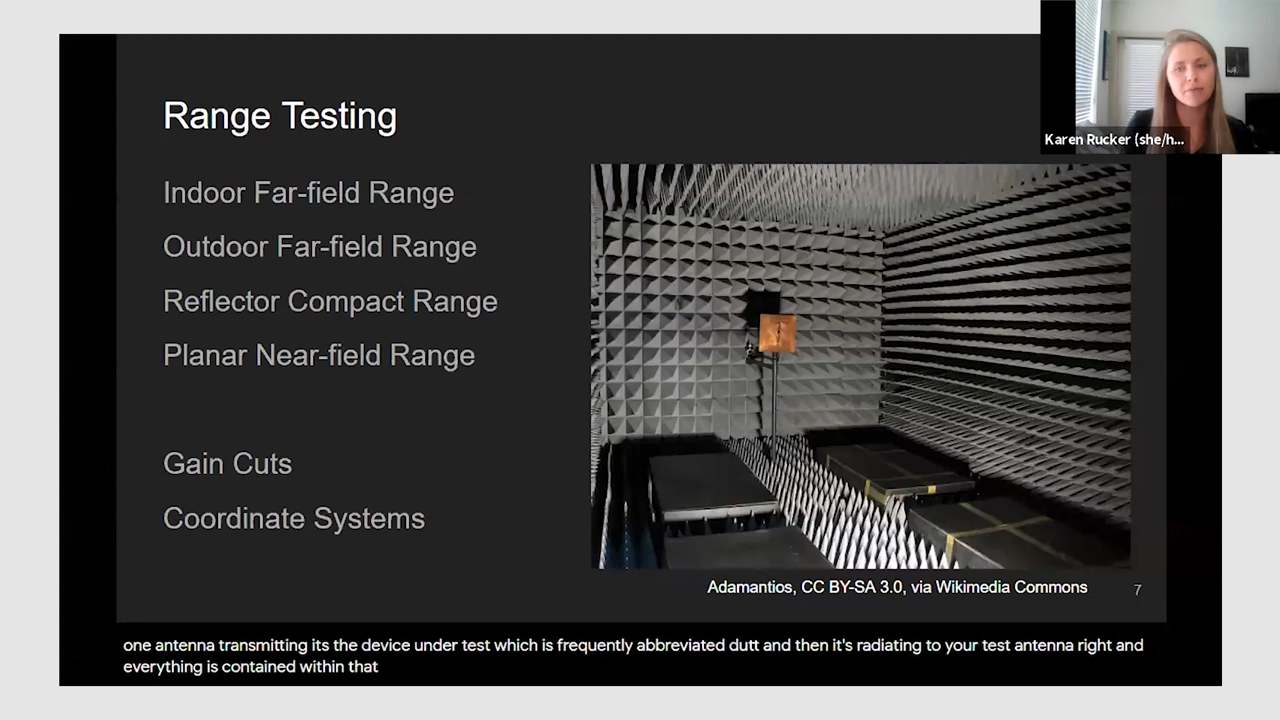 Range Testing
Karen Rucker (she/h...
Indoor Far-field Range
Outdoor Far-field Range
Reflector Compact Range
Planar Near-field Range
Gain Cuts
Coordinate Systems
Adamantios, CC BY-SA 3.0, via Wikimedia Commons
7
one antenna transmitting its the device under test which is frequently abbreviated dutt and then it's radiating to your test antenna right and
everything is contained within that